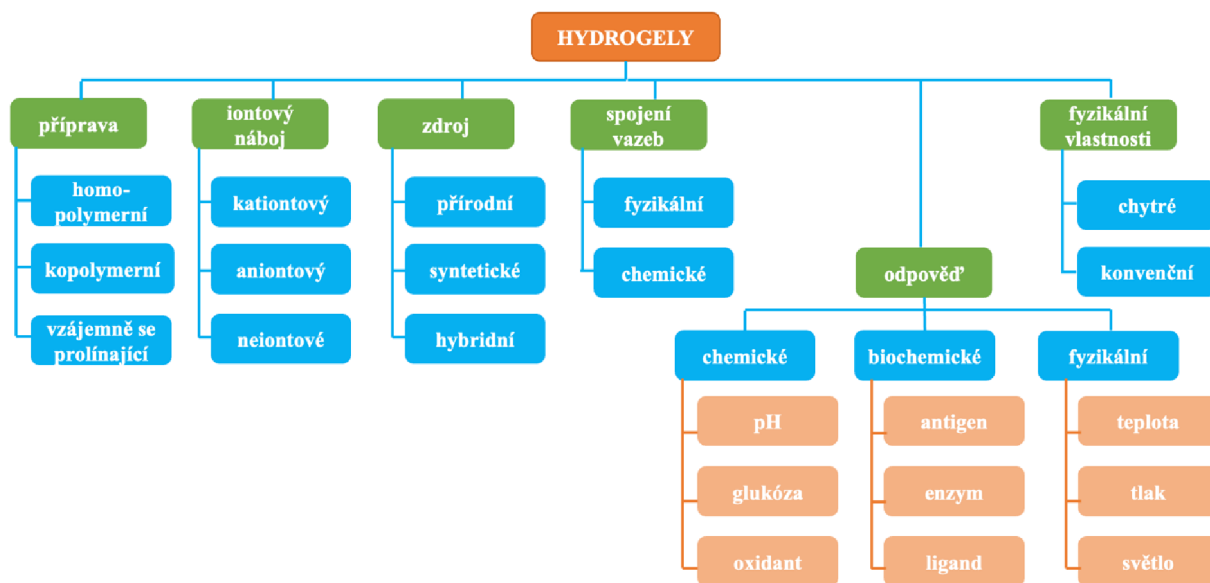 HYDROGELY
příprava
iontový
náboj
zdroj
spojení
vazeb
fyzikální
vlastnosti
homo-
polymerní
kationtový
přírodní
fyzikální
chytré
kopolymerní
aniontový
syntetické
chemické
odpověď
konvenční
vzájemně se
prolínající
neiontové
hybridní
chemické
biochemické
fyzikální
pH
antigen
teplota
glukóza
enzym
tlak
oxidant
ligand
světlo